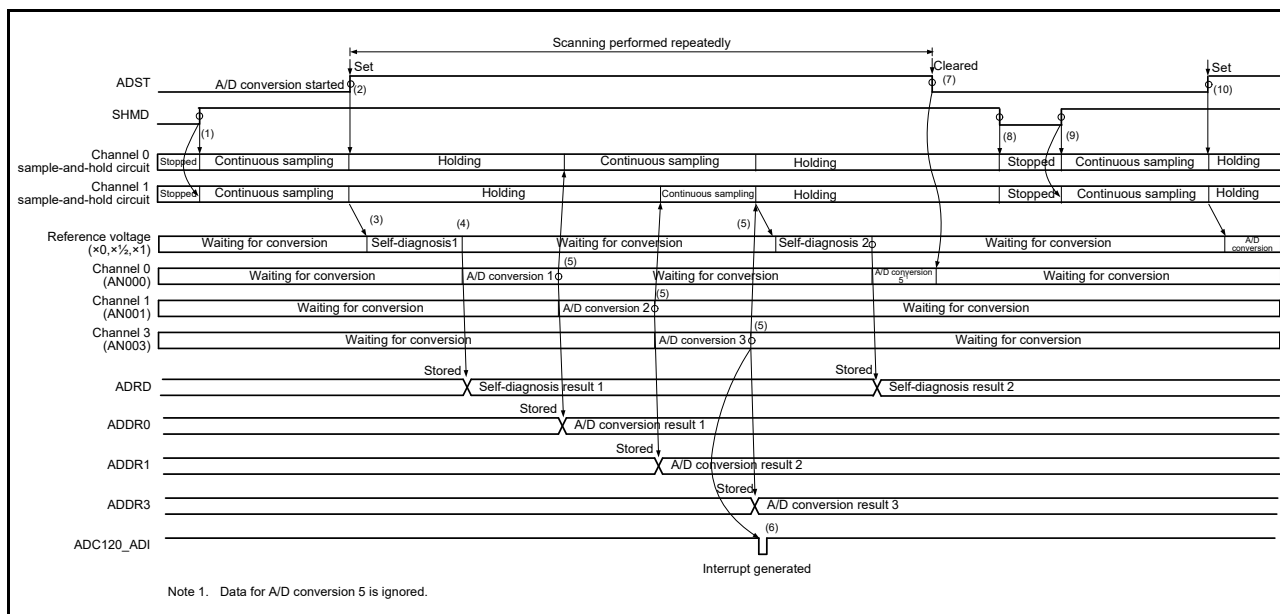 Scanning performed repeatedly
Set
Cleared
Set
ADST
A/D conversion started
(2)
(7)
(10)
SHMD
(1)
(8)
(9)
Channel 0
sample-and-hold circuit
Stopped
Continuous sampling
Holding
Continuous sampling
Holding
Stopped
Continuous sampling
Holding
Channel 1
sample-and-hold circuit
Stopped
Continuous sampling
Holding
Continuous sampling
Holding
Stopped
Continuous sampling
Holding
(3)
(4)
(5)
Reference voltage
(×0,×½,×1)
Waiting for conversion
Self-diagnosis1
Waiting for conversion
Self-diagnosis 2
Waiting for conversion
A/D
conversion
(5)
Channel 0
(AN000)
Waiting for conversion
A/D conversion 1
Waiting for conversion
A/D conversion
5
Waiting for conversion
(5)
Channel 1
(AN001)
Waiting for conversion
A/D conversion 2
Waiting for conversion
(5)
Channel 3
(AN003)
Waiting for conversion
A/D conversion 3
Waiting for conversion
Stored
Stored
ADRD
Self-diagnosis result 1
Self-diagnosis result 2
Stored
ADDR0
A/D conversion result 1
Stored
ADDR1
A/D conversion result 2
Stored
ADDR3
A/D conversion result 3
(6)
ADC120_ADI
Interrupt generated
Note 1. Data for A/D conversion 5 is ignored.